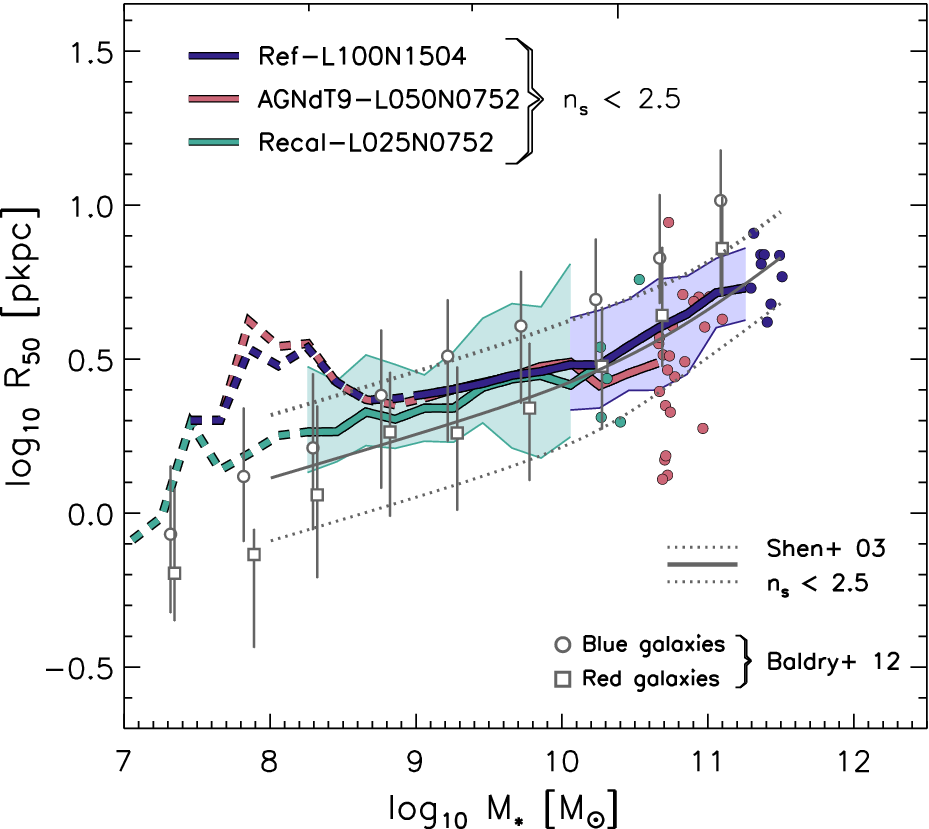 1.5
1.0
0.5
0.0
−0.5
log₁₀ R₅₀ [pkpc]
Ref−L100N1504
AGNdT9−L050N0752
Recal−L025N0752
nₛ < 2.5
Shen+ 03
nₛ < 2.5
Blue galaxies
Red galaxies
Baldry+ 12
7 8 9 10 11 12
log₁₀ M* [M⊙]